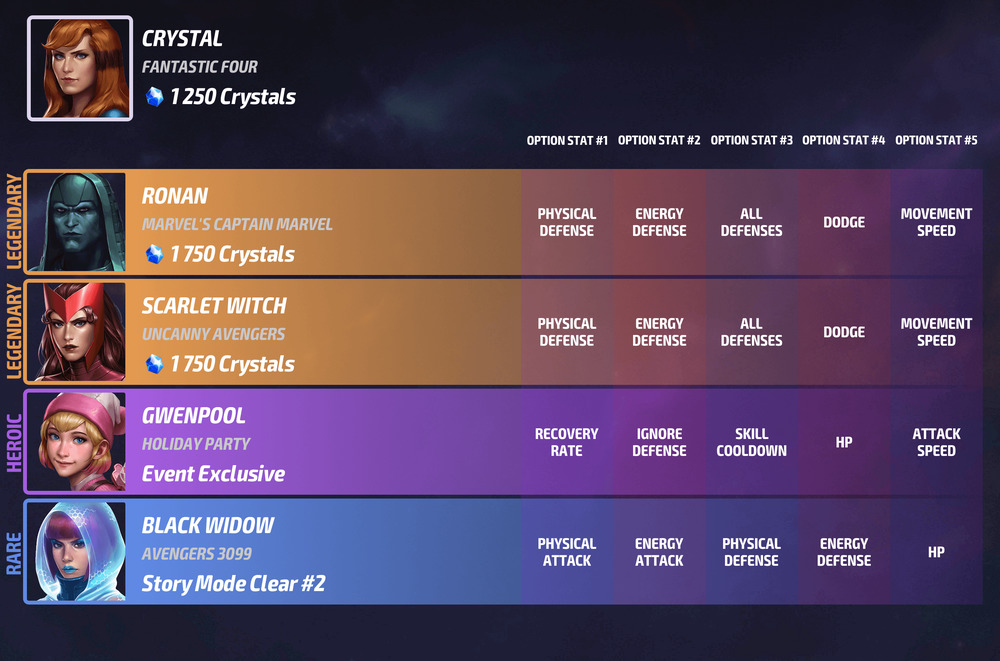 CRYSTAL
FANTASTIC FOUR
1 250 Crystals
OPTION STAT #1 OPTION STAT #2 OPTION STAT #3 OPTION STAT #4 OPTION STAT #5
LEGENDARY
RONAN
MARVEL'S CAPTAIN MARVEL
1 750 Crystals
PHYSICAL DEFENSE
ENERGY DEFENSE
ALL DEFENSES
DODGE
MOVEMENT SPEED
LEGENDARY
SCARLET WITCH
UNCANNY AVENGERS
1 750 Crystals
PHYSICAL DEFENSE
ENERGY DEFENSE
ALL DEFENSES
DODGE
MOVEMENT SPEED
HEROIC
GWENPOOL
HOLIDAY PARTY
Event Exclusive
RECOVERY RATE
IGNORE DEFENSE
SKILL COOLDOWN
HP
ATTACK SPEED
RARE
BLACK WIDOW
AVENGERS 3099
Story Mode Clear #2
PHYSICAL ATTACK
ENERGY ATTACK
PHYSICAL DEFENSE
ENERGY DEFENSE
HP